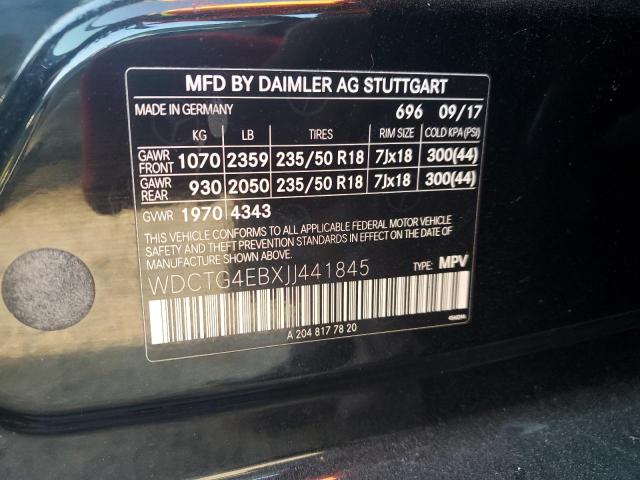 MFD BY DAIMLER AG STUTTGART
MADE IN GERMANY 696 09/17
KG LB TIRES RIM SIZE COLD KPA (PSI)
GAWR FRONT 1070 2359 235/50 R18 7Jx18 300(44)
GAWR REAR 930 2050 235/50 R18 7Jx18 300(44)
GVWR 1970 4343
THIS VEHICLE CONFORMS TO ALL APPLICABLE FEDERAL MOTOR VEHICLE
SAFETY AND THEFT PREVENTION STANDARDS IN EFFECT ON THE DATE
OF MANUFACTURE SHOWN ABOVE.
WDCTG4EBXJJ441845 TYPE: MPV
A 204 817 78 20